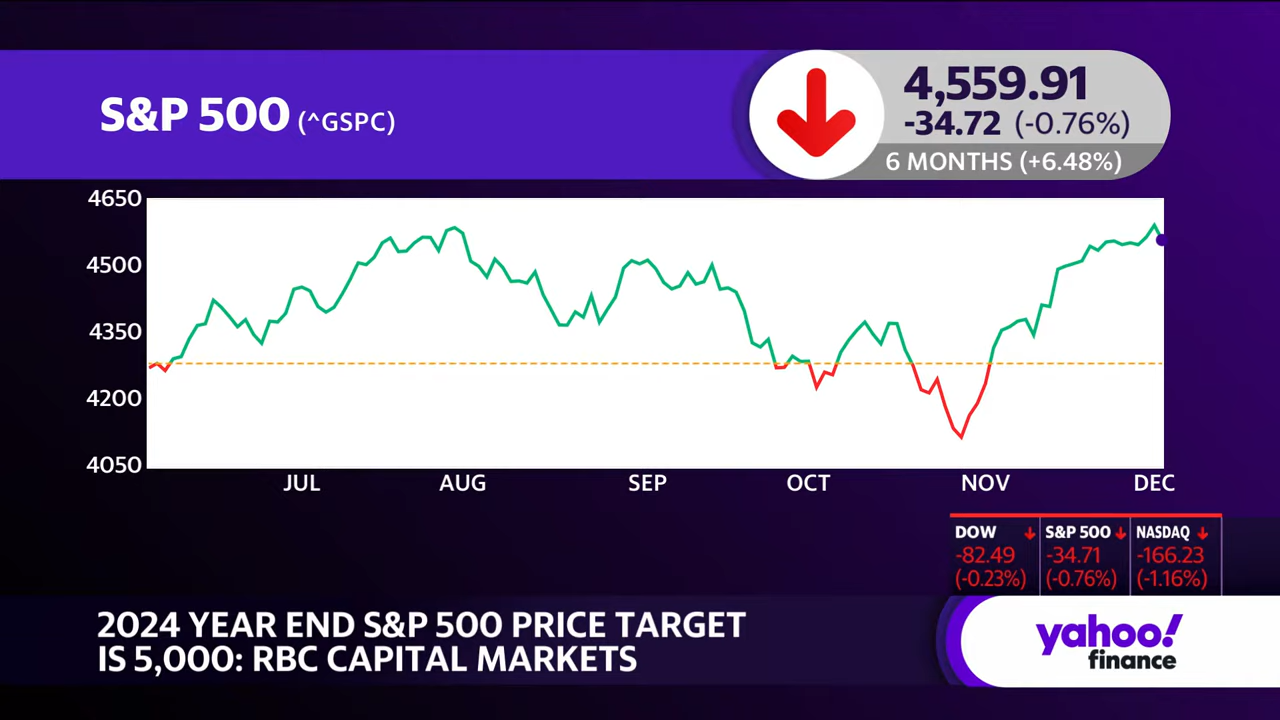 S&P 500 (^GSPC)
4,559.91
-34.72 (-0.76%)
6 MONTHS (+6.48%)
4650
4500
4350
4200
4050
JUL AUG SEP OCT NOV DEC
DOW S&P 500 NASDAQ
-82.49 -34.71 -166.23
(-0.23%) (-0.76%) (-1.16%)
2024 YEAR END S&P 500 PRICE TARGET
IS 5,000: RBC CAPITAL MARKETS
yahoo!
finance